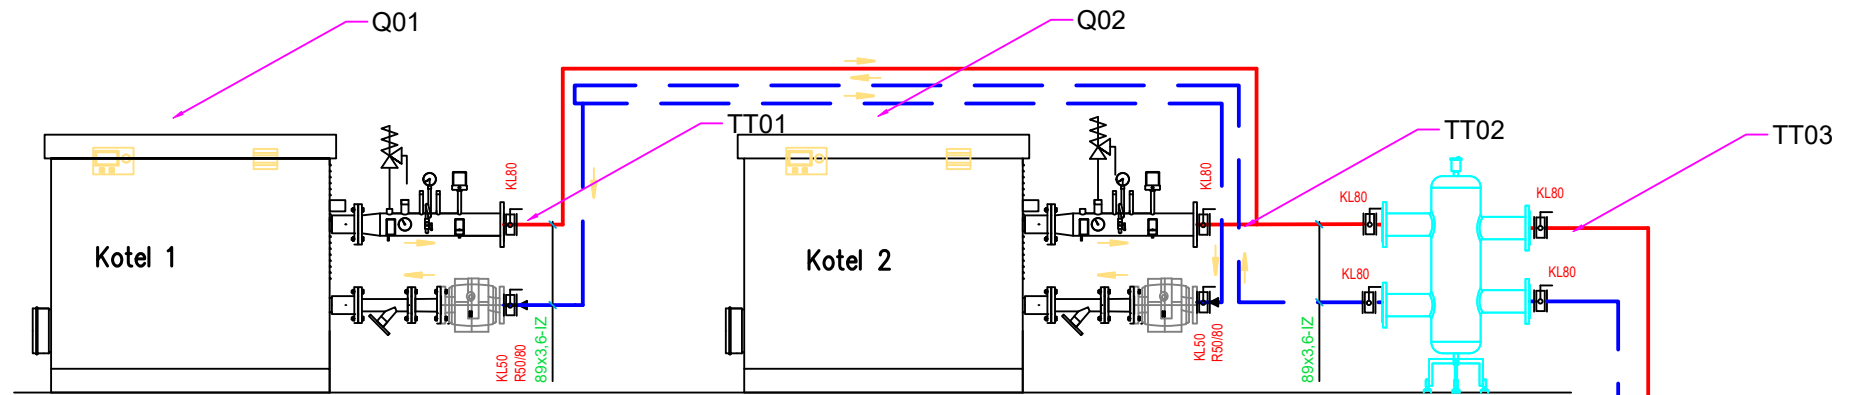 Q01
Q02
TT01
TT02
TT03
KL80
KL80
KL80
KL80
Kotel 1
Kotel 2
KL80
KL80
KL50
R50/80
89x3,6-IZ
KL50
R50/80
89x3,6-IZ